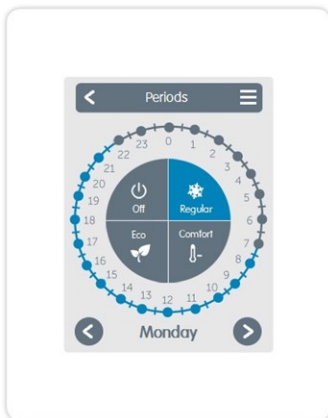 Periods
23 0 1
22 2
21 3
20 4
19 5
18 6
17 7
16 8
15 9
14 10
13 12 11
Off
Regular
Eco
Comfort
Monday